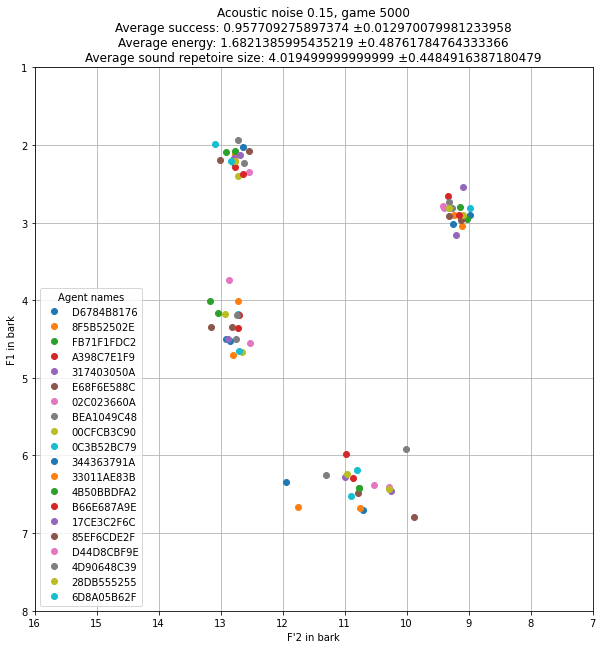 Acoustic noise 0.15, game 5000
Average success: 0.957709275897374 ±0.012970079981233958
Average energy: 1.6821385995435219 ±0.48761784764333366
Average sound repetoire size: 4.019499999999999 ±0.4484916387180479
1
2
3
4
5
6
7
8
F1 in bark
Agent names
D6784B8176
8F5B52502E
FB71F1FDC2
A398C7E1F9
317403050A
E68F6E588C
02C023660A
BEA1049C48
00CFCB3C90
0C3B52BC79
344363791A
33011AE83B
4B50BBDFA2
B66E687A9E
17CE3C2F6C
85EF6CDE2F
D44D8CBF9E
4D90648C39
28DB555255
6D8A05B62F
16 15 14 13 12 11 10 9 8 7
F'2 in bark